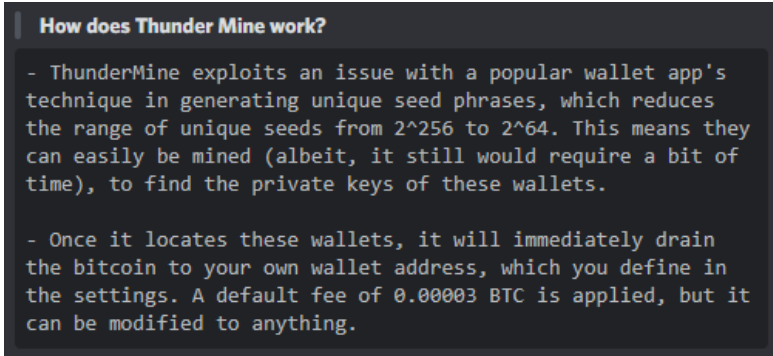 How does Thunder Mine work?
- ThunderMine exploits an issue with a popular wallet app's
technique in generating unique seed phrases, which reduces
the range of unique seeds from 2^256 to 2^64. This means they
can easily be mined (albeit, it still would require a bit of
time), to find the private keys of these wallets.
- Once it locates these wallets, it will immediately drain
the bitcoin to your own wallet address, which you define in
the settings. A default fee of 0.00003 BTC is applied, but it
can be modified to anything.